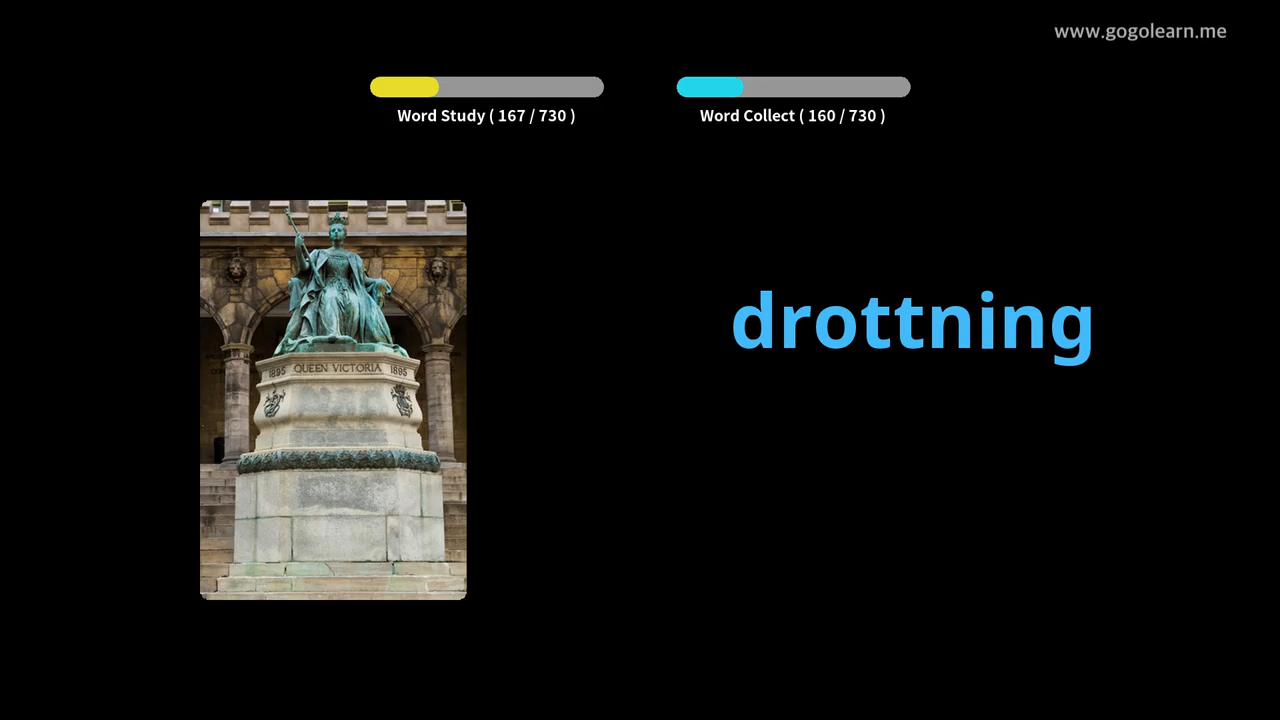 www.gogolearn.me
Word Study ( 167 / 730 )
Word Collect ( 160 / 730 )
drottning
1895 QUEEN VICTORIA 1895